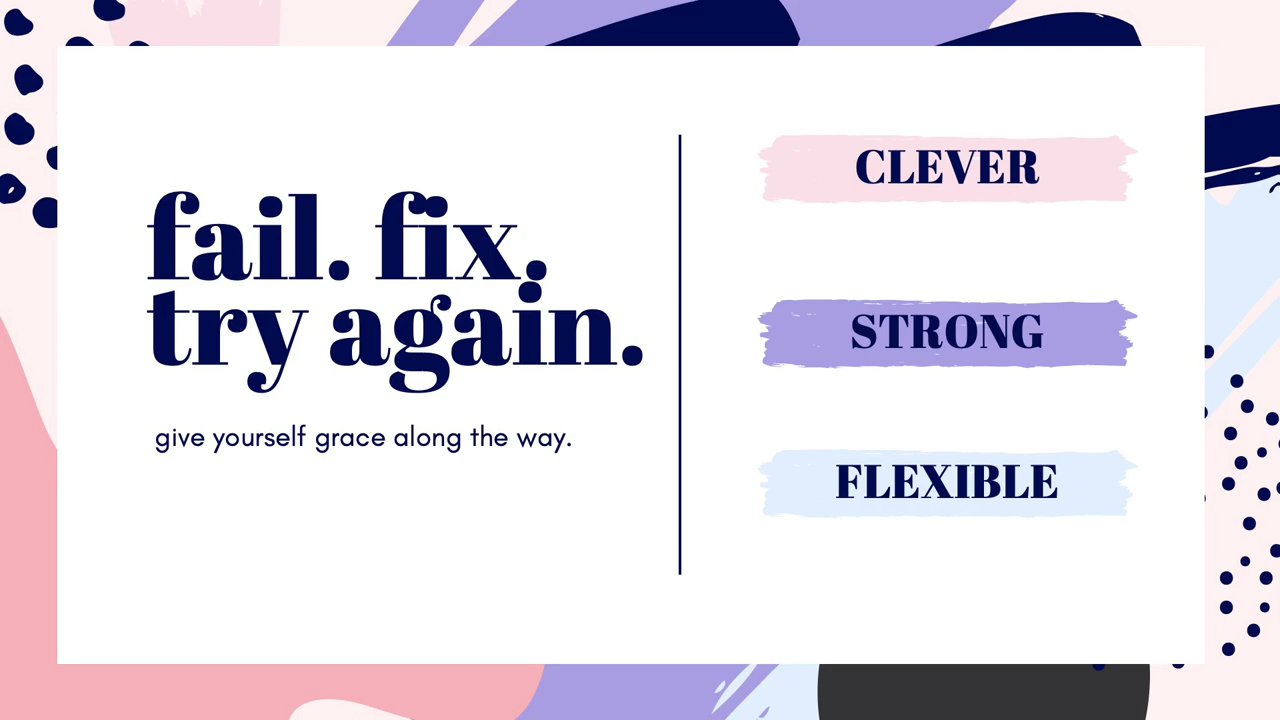 fail. fix.
try again.
give yourself grace along the way.
CLEVER
STRONG
FLEXIBLE